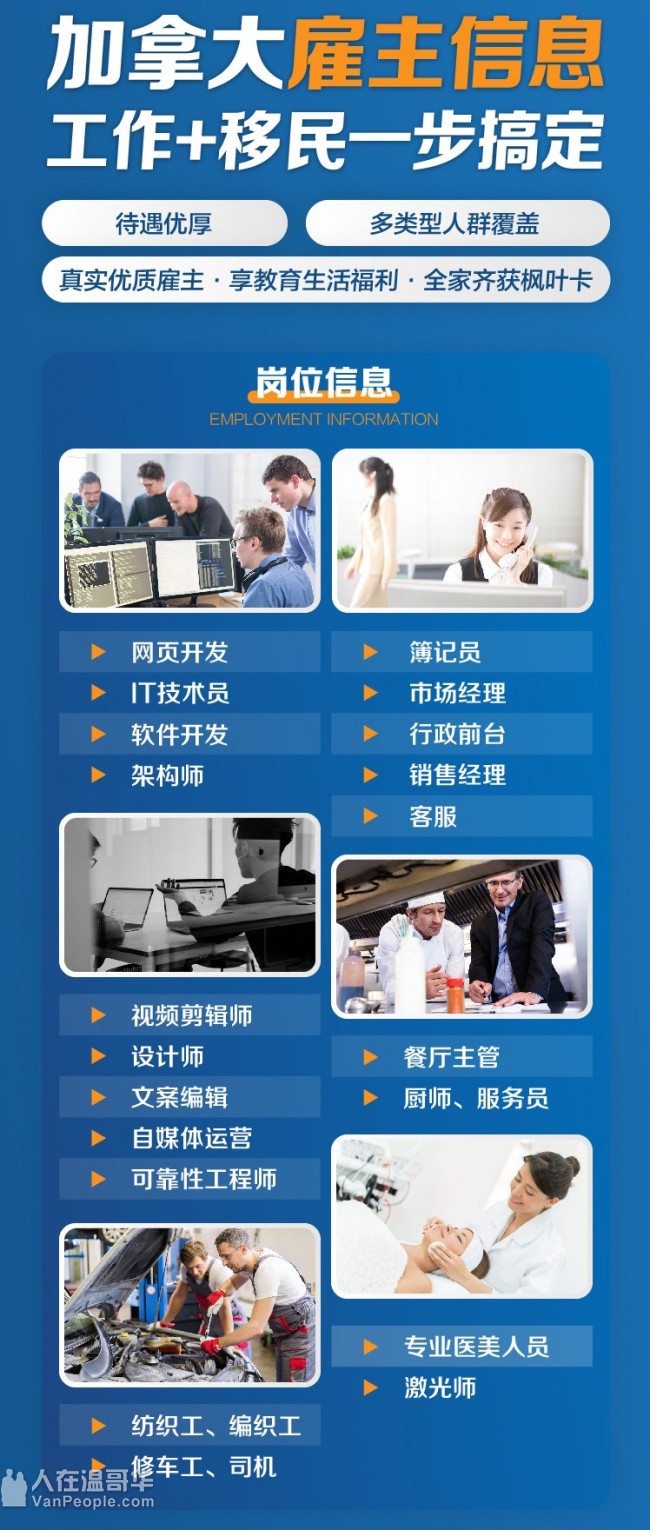 加拿大雇主信息
工作+移民一步搞定
待遇优厚
多类型人群覆盖
真实优质雇主·享教育生活福利·全家齐获枫叶卡
岗位信息
EMPLOYMENT INFORMATION
网页开发
IT技术员
软件开发
架构师
簿记员
市场经理
行政前台
销售经理
客服
视频剪辑师
设计师
文案编辑
自媒体运营
可靠性工程师
餐厅主管
厨师、服务员
专业医美人员
激光师
纺织工、编织工
修车工、司机
人在温哥华
VanPeople.com